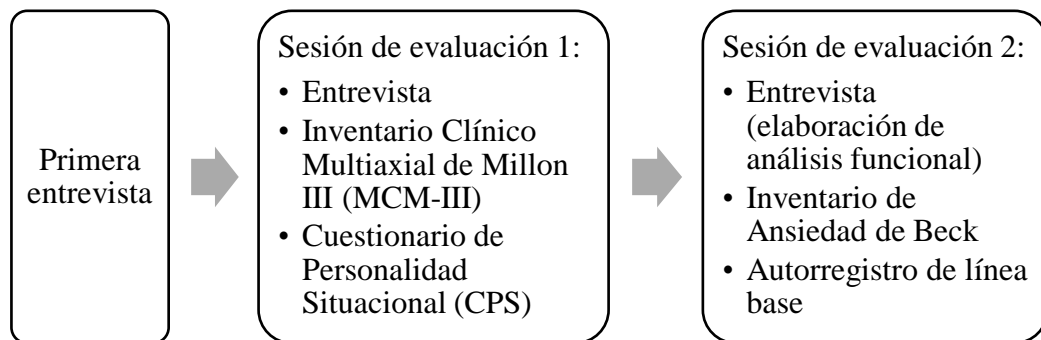 Primera
entrevista
Sesión de evaluación 1:
• Entrevista
• Inventario Clínico
Multiaxial de Millon
III (MCM-III)
• Cuestionario de
Personalidad
Situacional (CPS)
Sesión de evaluación 2:
• Entrevista
(elaboración de
análisis funcional)
• Inventario de
Ansiedad de Beck
• Autorregistro de línea
base